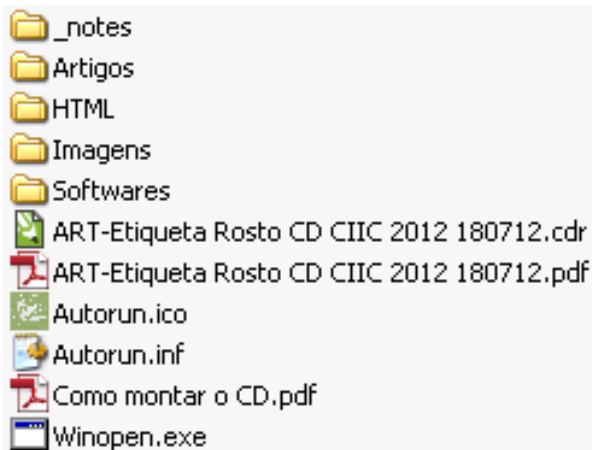 _notes
Artigos
HTML
Imagens
Softwares
ART-Etiqueta Rosto CD CIIC 2012 180712.cdr
ART-Etiqueta Rosto CD CIIC 2012 180712.pdf
Autorun.ico
Autorun.inf
Como montar o CD.pdf
Winopen.exe